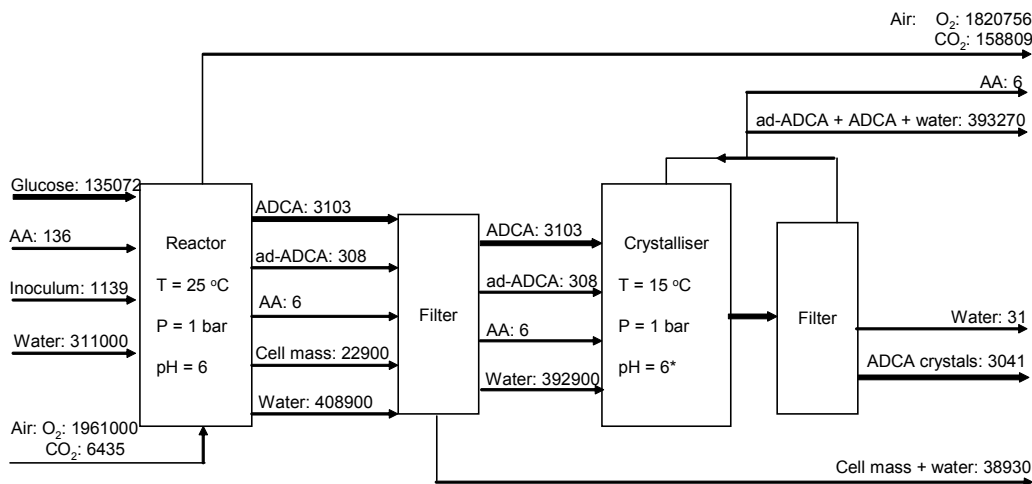 Air: O₂: 1820756
CO₂: 158809
AA: 6
ad-ADCA + ADCA + water: 393270
Glucose: 135072
AA: 136
Inoculum: 1139
Water: 311000
Air: O₂: 1961000
CO₂: 6435
Reactor
T = 25 °C
P = 1 bar
pH = 6
ADCA: 3103
ad-ADCA: 308
AA: 6
Cell mass: 22900
Water: 408900
Filter
ADCA: 3103
ad-ADCA: 308
AA: 6
Water: 392900
Crystalliser
T = 15 °C
P = 1 bar
pH = 6*
Filter
Water: 31
ADCA crystals: 3041
Cell mass + water: 38930